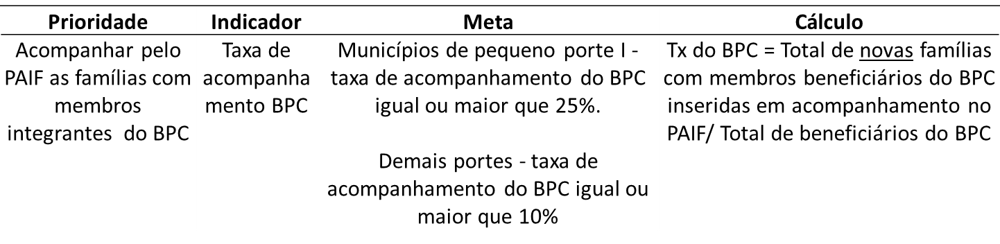 Prioridade Indicador Meta Cálculo
Acompanhar pelo
PAIF as famílias com
membros
integrantes do BPC
Taxa de
acompanha
mento BPC
Municípios de pequeno porte I -
taxa de acompanhamento do BPC
igual ou maior que 25%.
Demais portes - taxa de
acompanhamento do BPC igual ou
maior que 10%
Tx do BPC = Total de novas famílias
com membros beneficiários do BPC
inseridas em acompanhamento no
PAIF/ Total de beneficiários do BPC